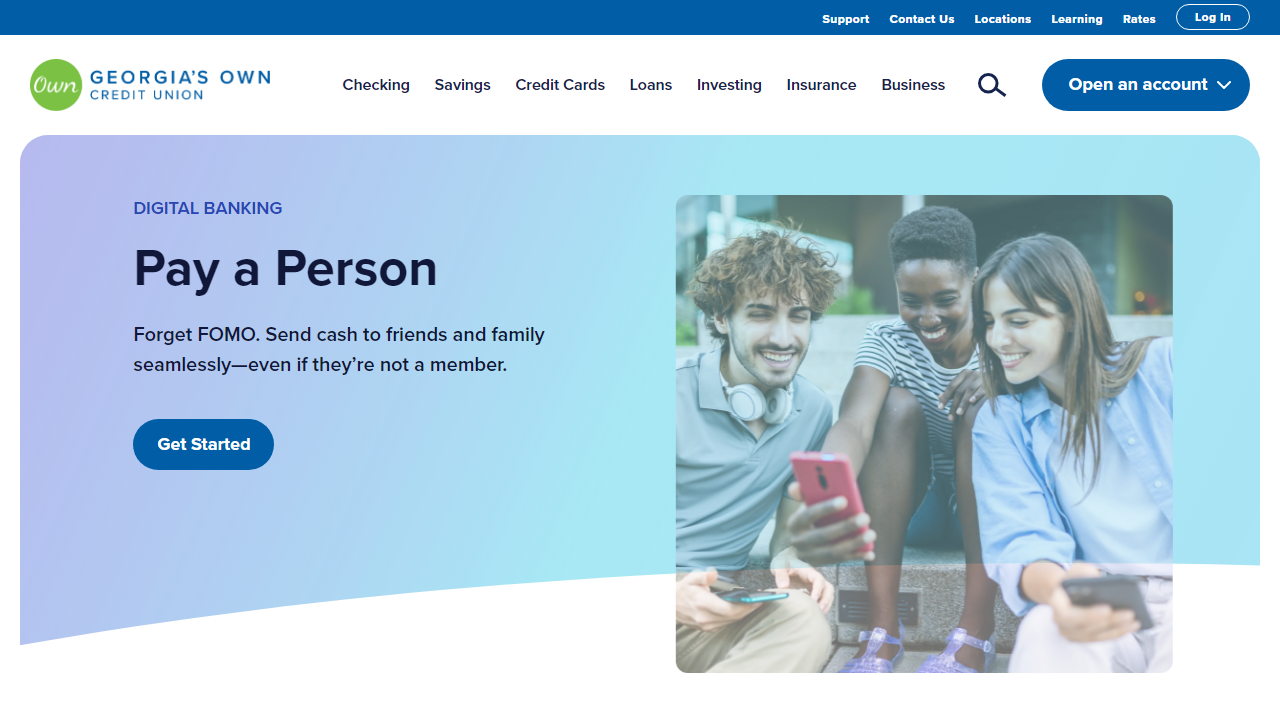 Support Contact Us Locations Learning Rates Log In
Own GEORGIA'S OWN
CREDIT UNION
Checking Savings Credit Cards Loans Investing Insurance Business
Open an account
DIGITAL BANKING
Pay a Person
Forget FOMO. Send cash to friends and family
seamlessly—even if they’re not a member.
Get Started